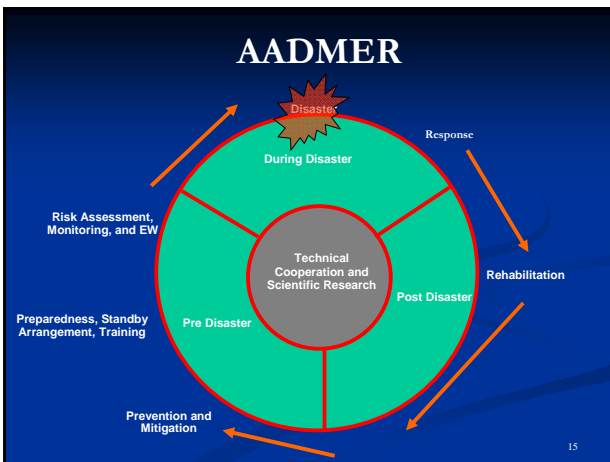 AADMER
Disaster
During Disaster
Response
Risk Assessment,
Monitoring, and EW
Technical
Cooperation and
Scientific Research
Rehabilitation
Preparedness, Standby
Arrangement, Training
Pre Disaster
Post Disaster
Prevention and
Mitigation
15